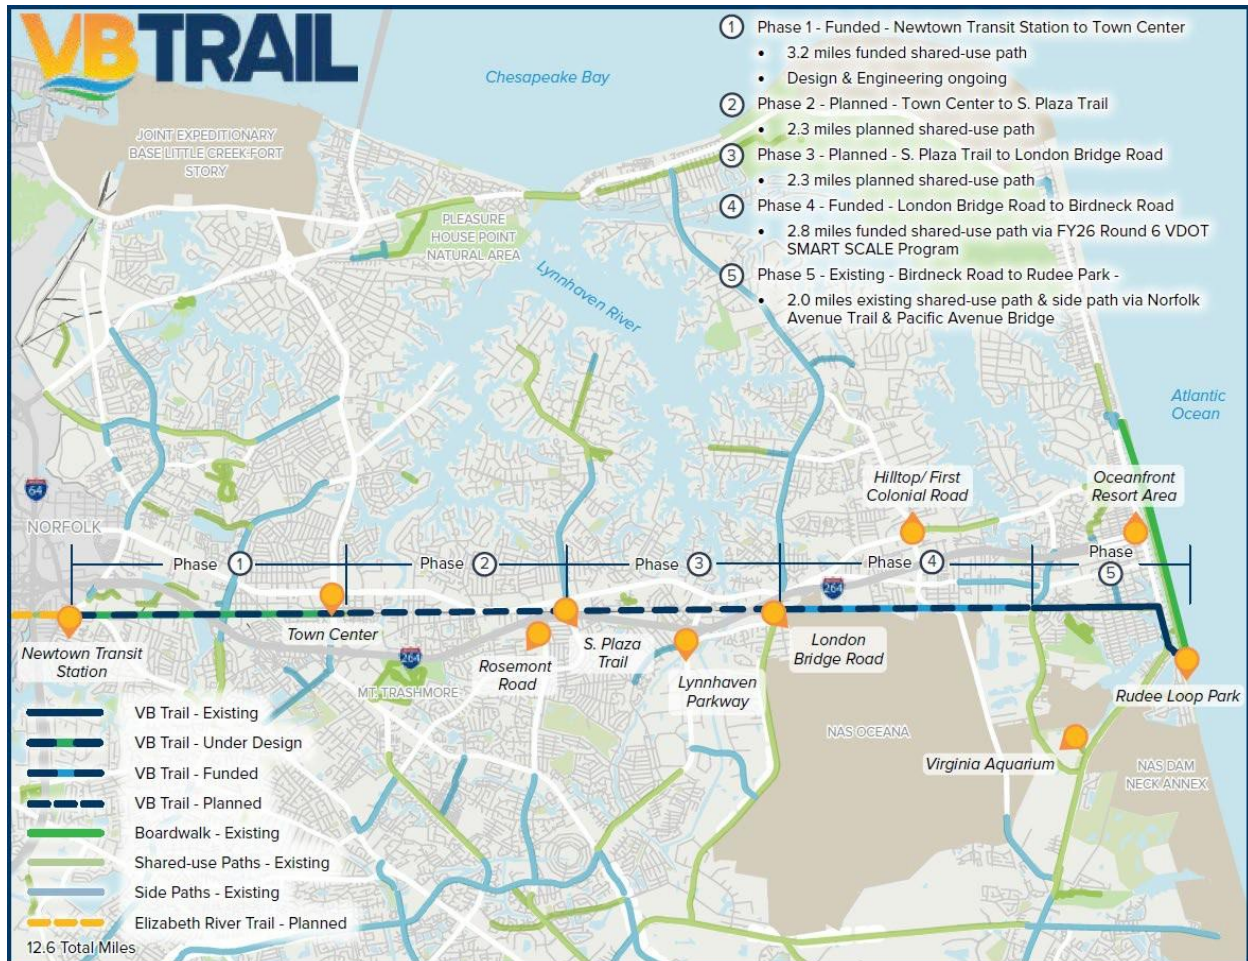 VBTRAIL
1 Phase 1 - Funded - Newtown Transit Station to Town Center
• 3.2 miles funded shared-use path
• Design & Engineering ongoing
2 Phase 2 - Planned - Town Center to S. Plaza Trail
• 2.3 miles planned shared-use path
3 Phase 3 - Planned - S. Plaza Trail to London Bridge Road
• 2.3 miles planned shared-use path
4 Phase 4 - Funded - London Bridge Road to Birdneck Road
• 2.8 miles funded shared-use path via FY26 Round 6 VDOT
SMART SCALE Program
5 Phase 5 - Existing - Birdneck Road to Rudee Park -
• 2.0 miles existing shared-use path & side path via Norfolk
Avenue Trail & Pacific Avenue Bridge
Chesapeake Bay
JOINT EXPEDITIONARY
BASE LITTLE CREEK-FORT
STORY
PLEASURE
HOUSE POINT
NATURAL AREA
Lynnhaven River
Atlantic
Ocean
64
NORFOLK
Hilltop/ First
Colonial Road
Oceanfront
Resort Area
Phase 1
Phase 2
Phase 3
Phase 4
Phase
5
264
Newtown Transit
Station
Town Center
264
MT. TRASHMORE
Rosemont
Road
S. Plaza
Trail
Lynnhaven
Parkway
London
Bridge Road
Rudee Loop Park
NAS OCEANA
Virginia Aquarium
NAS DAM
NECK ANNEX
VB Trail - Existing
VB Trail - Under Design
VB Trail - Funded
VB Trail - Planned
Boardwalk - Existing
Shared-use Paths - Existing
Side Paths - Existing
Elizabeth River Trail - Planned
12.6 Total Miles